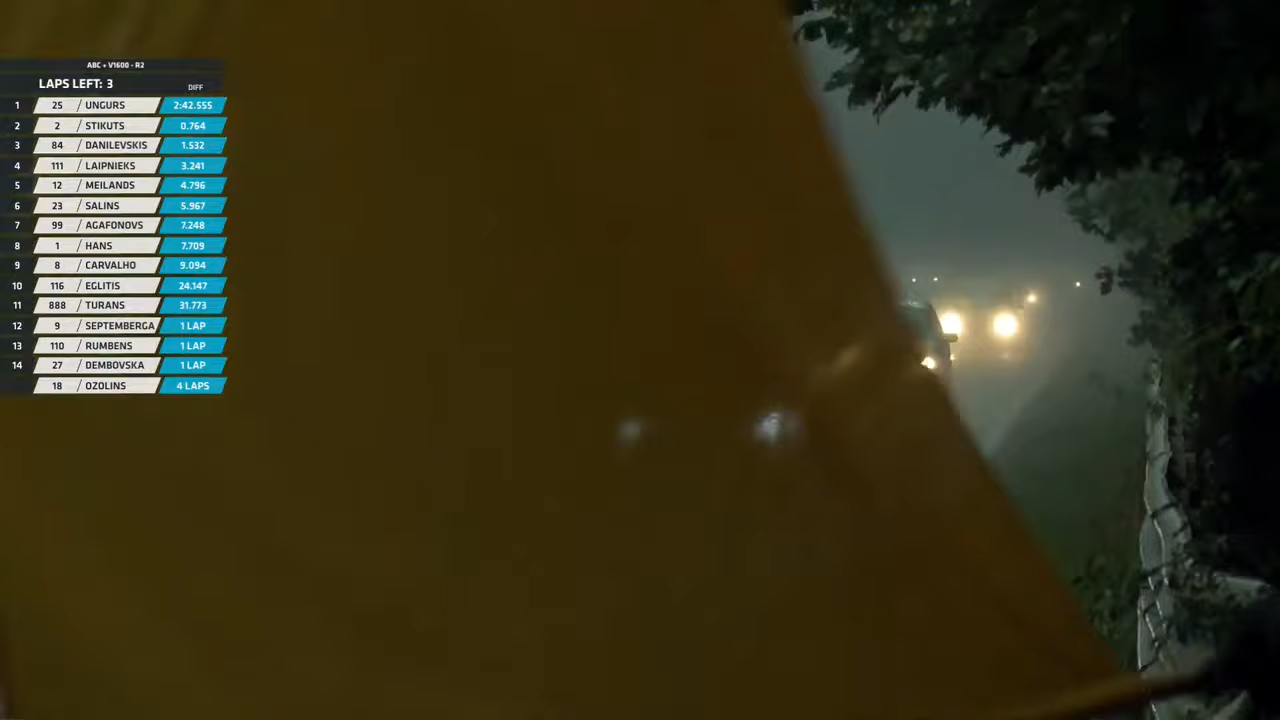 ABC + V1600 - R2
LAPS LEFT: 3 DIFF
1 25 / UNGURS 2:42.555
2 2 / STIKUTS 0.764
3 84 / DANILEVSKIS 1.532
4 111 / LAIPNIEKS 3.241
5 12 / MEILANDS 4.796
6 23 / SALINS 5.967
7 99 / AGAFONOVS 7.248
8 1 / HANS 7.709
9 8 / CARVALHO 9.094
10 116 / EGLITIS 24.147
11 888 / TURANS 31.773
12 9 / SEPTEMBERGA 1 LAP
13 110 / RUMBENS 1 LAP
14 27 / DEMBOVSKA 1 LAP
18 / OZOLINS 4 LAPS